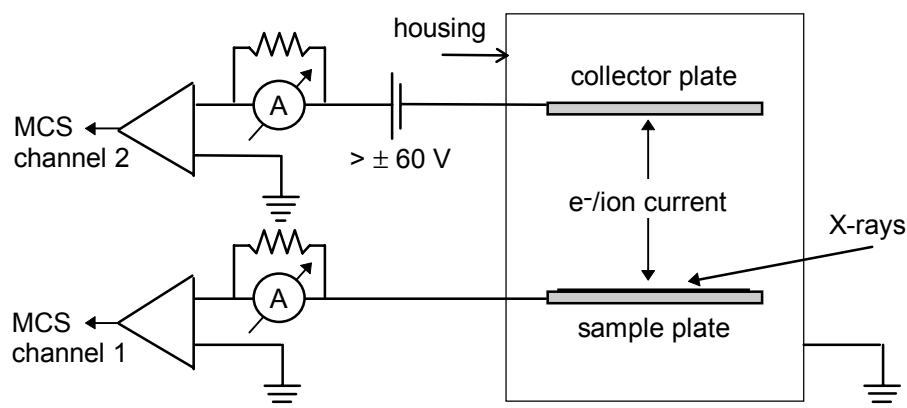 housing
collector plate
A
MCS
channel 2
> ± 60 V
e-/ion current
X-rays
A
MCS
channel 1
sample plate